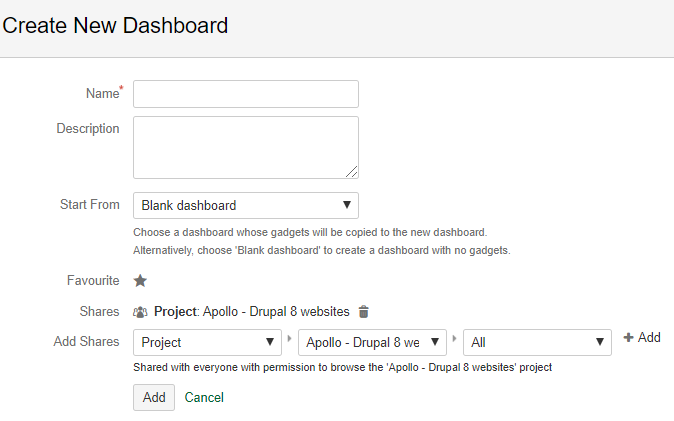 Create New Dashboard
Name*
Description
Start From Blank dashboard
Choose a dashboard whose gadgets will be copied to the new dashboard.
Alternatively, choose 'Blank dashboard' to create a dashboard with no gadgets.
Favourite
Shares Project: Apollo - Drupal 8 websites
Add Shares Project Apollo - Drupal 8 we All + Add
Shared with everyone with permission to browse the 'Apollo - Drupal 8 websites' project
Add Cancel